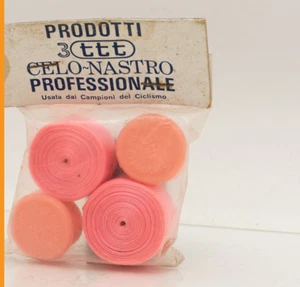 PRODOTTI
3ttt
CELO-NASTRO
PROFESSIONALE
Usata dai Campioni del Ciclismo